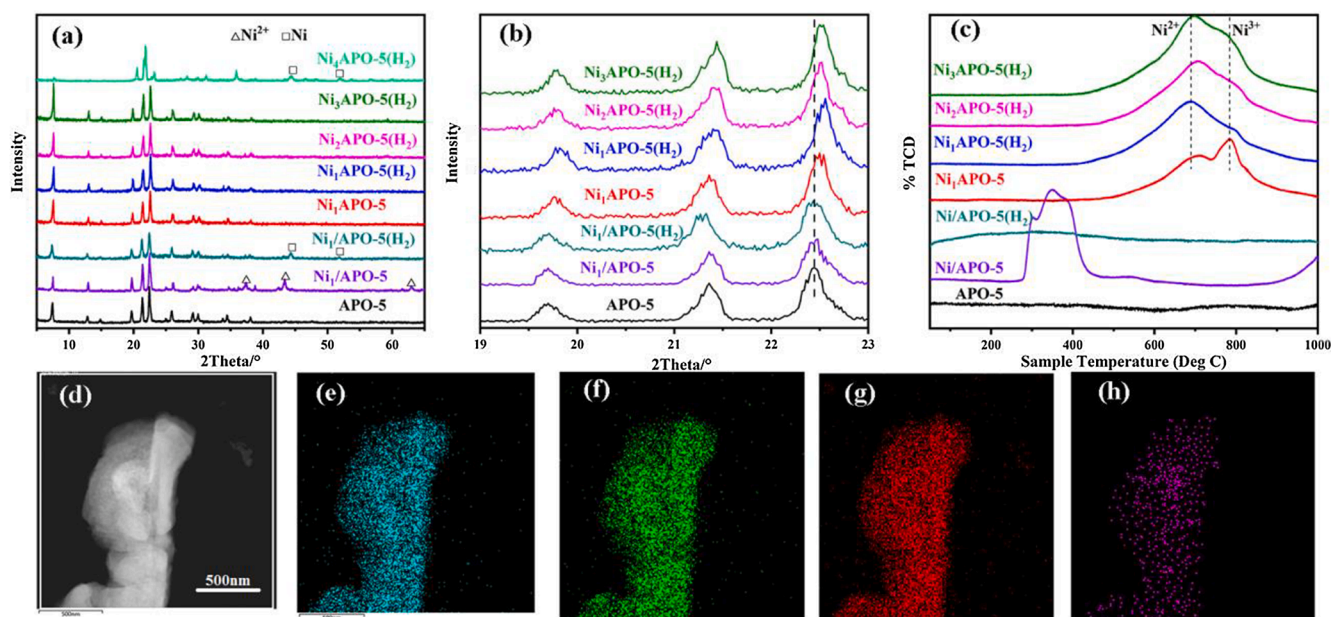 (a)
△Ni²⁺ □Ni
Ni₄APO-5(H₂)
Ni₃APO-5(H₂)
Ni₂APO-5(H₂)
Ni₁APO-5(H₂)
Ni₁APO-5
Ni₁/APO-5(H₂)
Ni₁/APO-5
APO-5
Intensity
5 10 20 30 40 50 60
2Theta/°
(b)
Ni₃APO-5(H₂)
Ni₂APO-5(H₂)
Ni₁APO-5(H₂)
Ni₁APO-5
Ni₁/APO-5(H₂)
Ni₁/APO-5
APO-5
Intensity
19 20 21 22 23
2Theta/°
(c)
Ni²⁺ Ni³⁺
Ni₃APO-5(H₂)
Ni₂APO-5(H₂)
Ni₁APO-5(H₂)
Ni₁APO-5
Ni/APO-5(H₂)
Ni/APO-5
APO-5
% TCD
200 400 600 800 1000
Sample Temperature (Deg C)
(d)
500nm
500nm
(e)
(f)
(g)
(h)